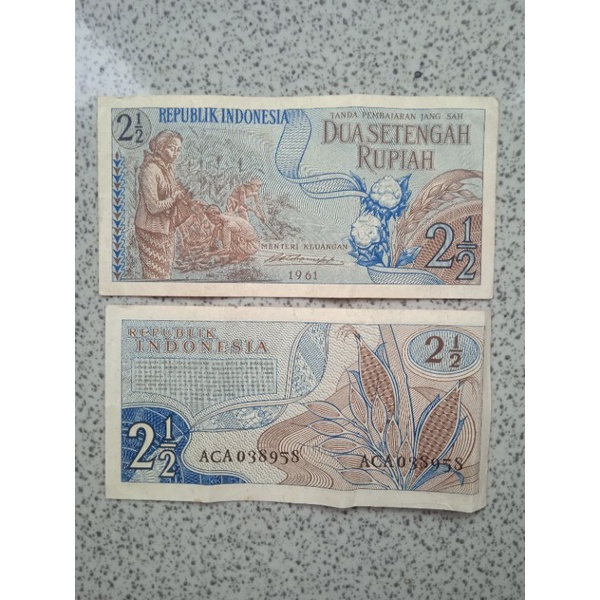 2½
REPUBLIK INDONESIA
TANDA PEMBAJARAN JANG SAH
DUA SETENGAH
RUPIAH
MENTERI KEUANGAN
1961
2½
REPUBLIK
INDONESIA
2½
2½
ACA038958
ACA038958